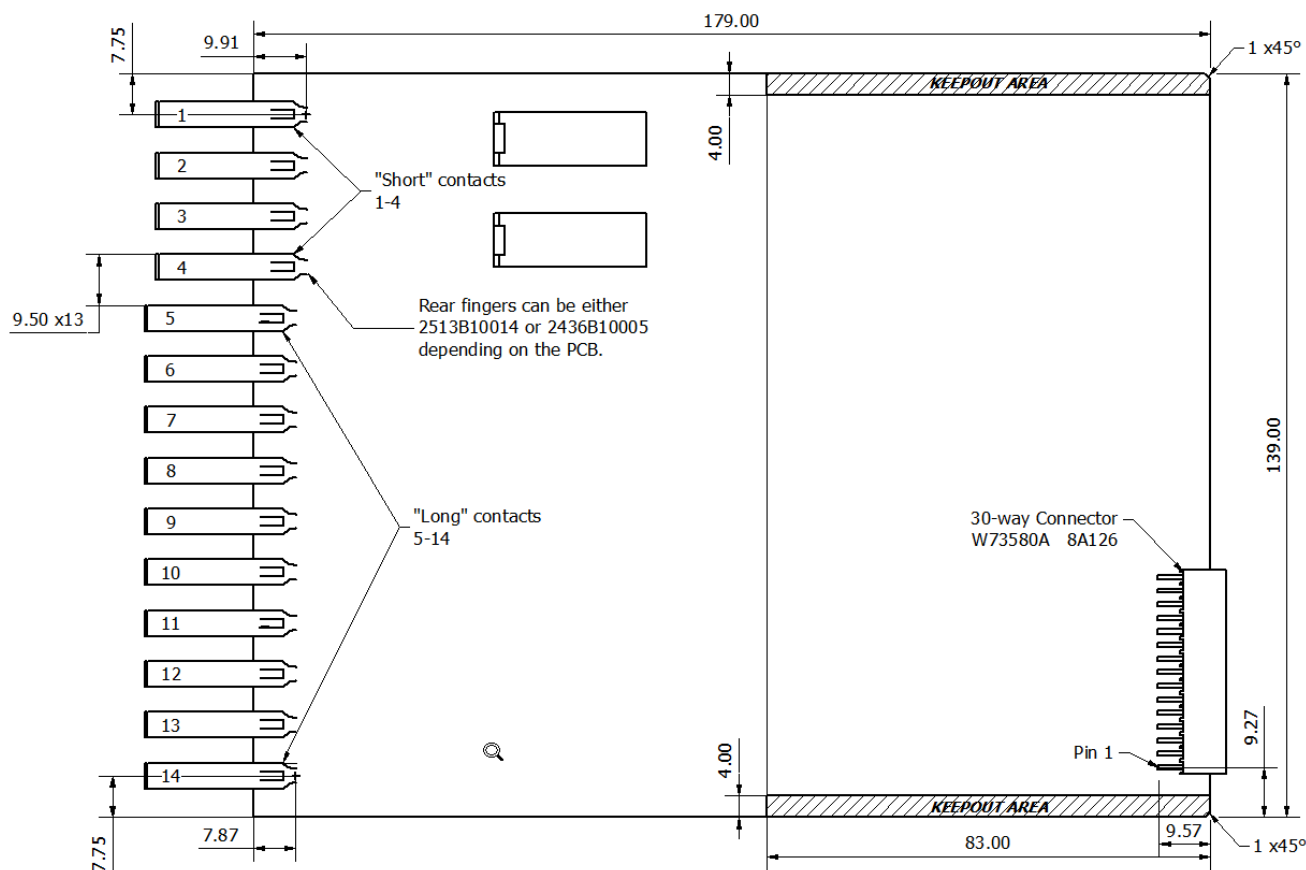 179.00
7.75
9.91
1 x45°
KEEPOUT AREA
4.00
1
2
3
4
5
6
7
8
9
10
11
12
13
14
"Short" contacts
1-4
9.50 x13
Rear fingers can be either
2513B10014 or 2436B10005
depending on the PCB.
"Long" contacts
5-14
139.00
30-way Connector
W73580A 8A126
9.27
Pin 1
4.00
KEEPOUT AREA
7.75
7.87
83.00
9.57
1 x45°